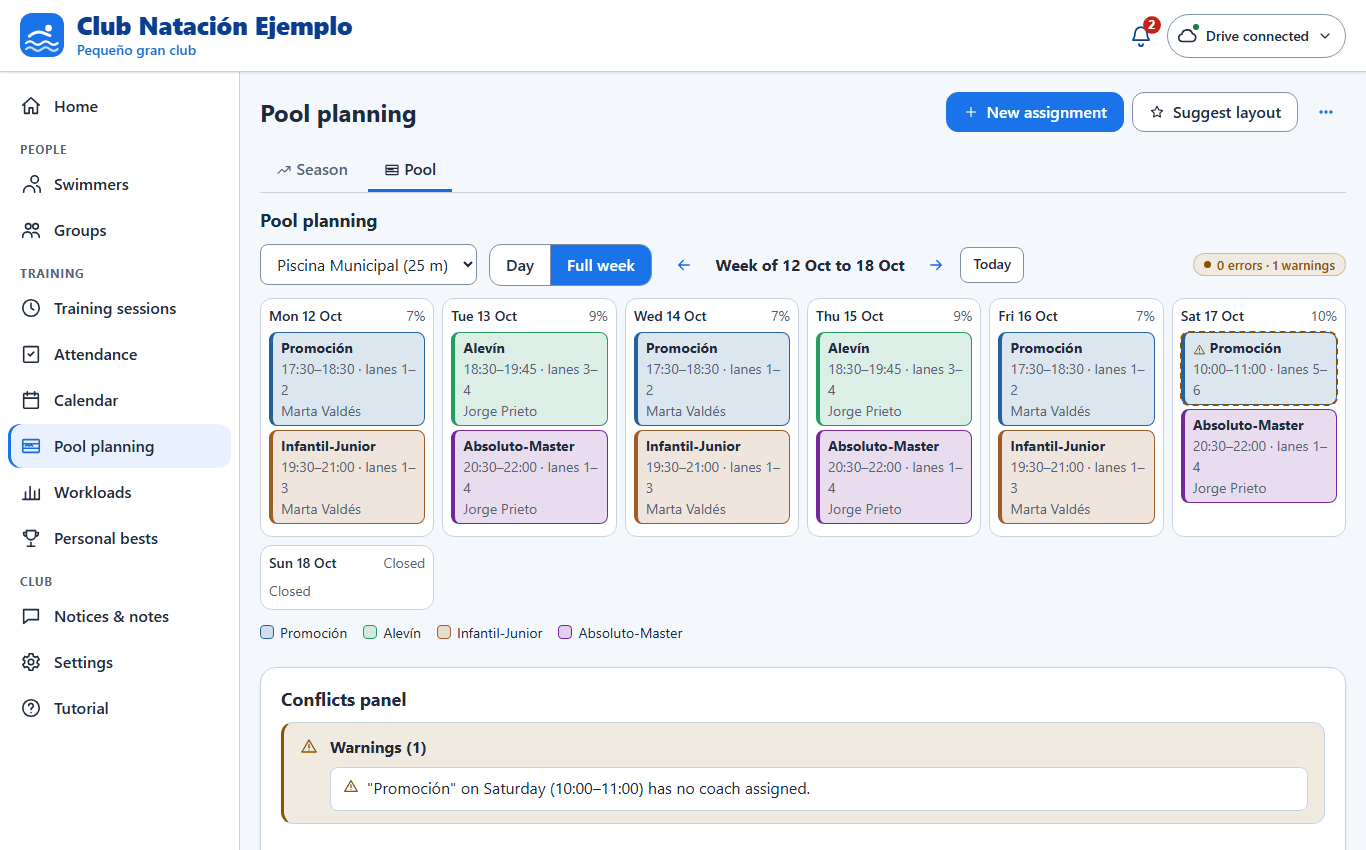 Club Natación Ejemplo
Pequeño gran club
2
Drive connected
Home
PEOPLE
Swimmers
Groups
TRAINING
Training sessions
Attendance
Calendar
Pool planning
Workloads
Personal bests
CLUB
Notices & notes
Settings
Tutorial
Pool planning
+ New assignment
Suggest layout
···
Season
Pool
Pool planning
Piscina Municipal (25 m)
Day
Full week
← Week of 12 Oct to 18 Oct →
Today
0 errors · 1 warnings
Mon 12 Oct 7%
Promoción
17:30–18:30 · lanes 1–
2
Marta Valdés
Infantil-Junior
19:30–21:00 · lanes 1–
3
Marta Valdés
Tue 13 Oct 9%
Alevín
18:30–19:45 · lanes 3–
4
Jorge Prieto
Absoluto-Master
20:30–22:00 · lanes 1–
4
Jorge Prieto
Wed 14 Oct 7%
Promoción
17:30–18:30 · lanes 1–
2
Marta Valdés
Infantil-Junior
19:30–21:00 · lanes 1–
3
Marta Valdés
Thu 15 Oct 9%
Alevín
18:30–19:45 · lanes 3–
4
Jorge Prieto
Absoluto-Master
20:30–22:00 · lanes 1–
4
Jorge Prieto
Fri 16 Oct 7%
Promoción
17:30–18:30 · lanes 1–
2
Marta Valdés
Infantil-Junior
19:30–21:00 · lanes 1–
3
Marta Valdés
Sat 17 Oct 10%
Promoción
10:00–11:00 · lanes 5–
6
Absoluto-Master
20:30–22:00 · lanes 1–
4
Jorge Prieto
Sun 18 Oct Closed
Closed
Promoción
Alevín
Infantil-Junior
Absoluto-Master
Conflicts panel
Warnings (1)
"Promoción" on Saturday (10:00–11:00) has no coach assigned.